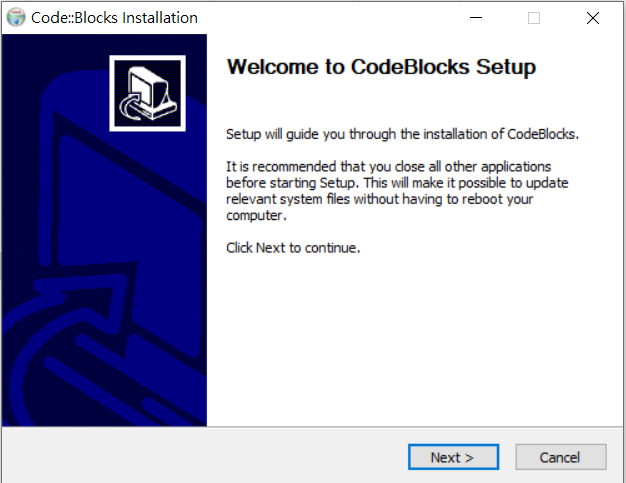 Code::Blocks Installation
Welcome to CodeBlocks Setup
Setup will guide you through the installation of CodeBlocks.
It is recommended that you close all other applications
before starting Setup. This will make it possible to update
relevant system files without having to reboot your
computer.
Click Next to continue.
Next >
Cancel